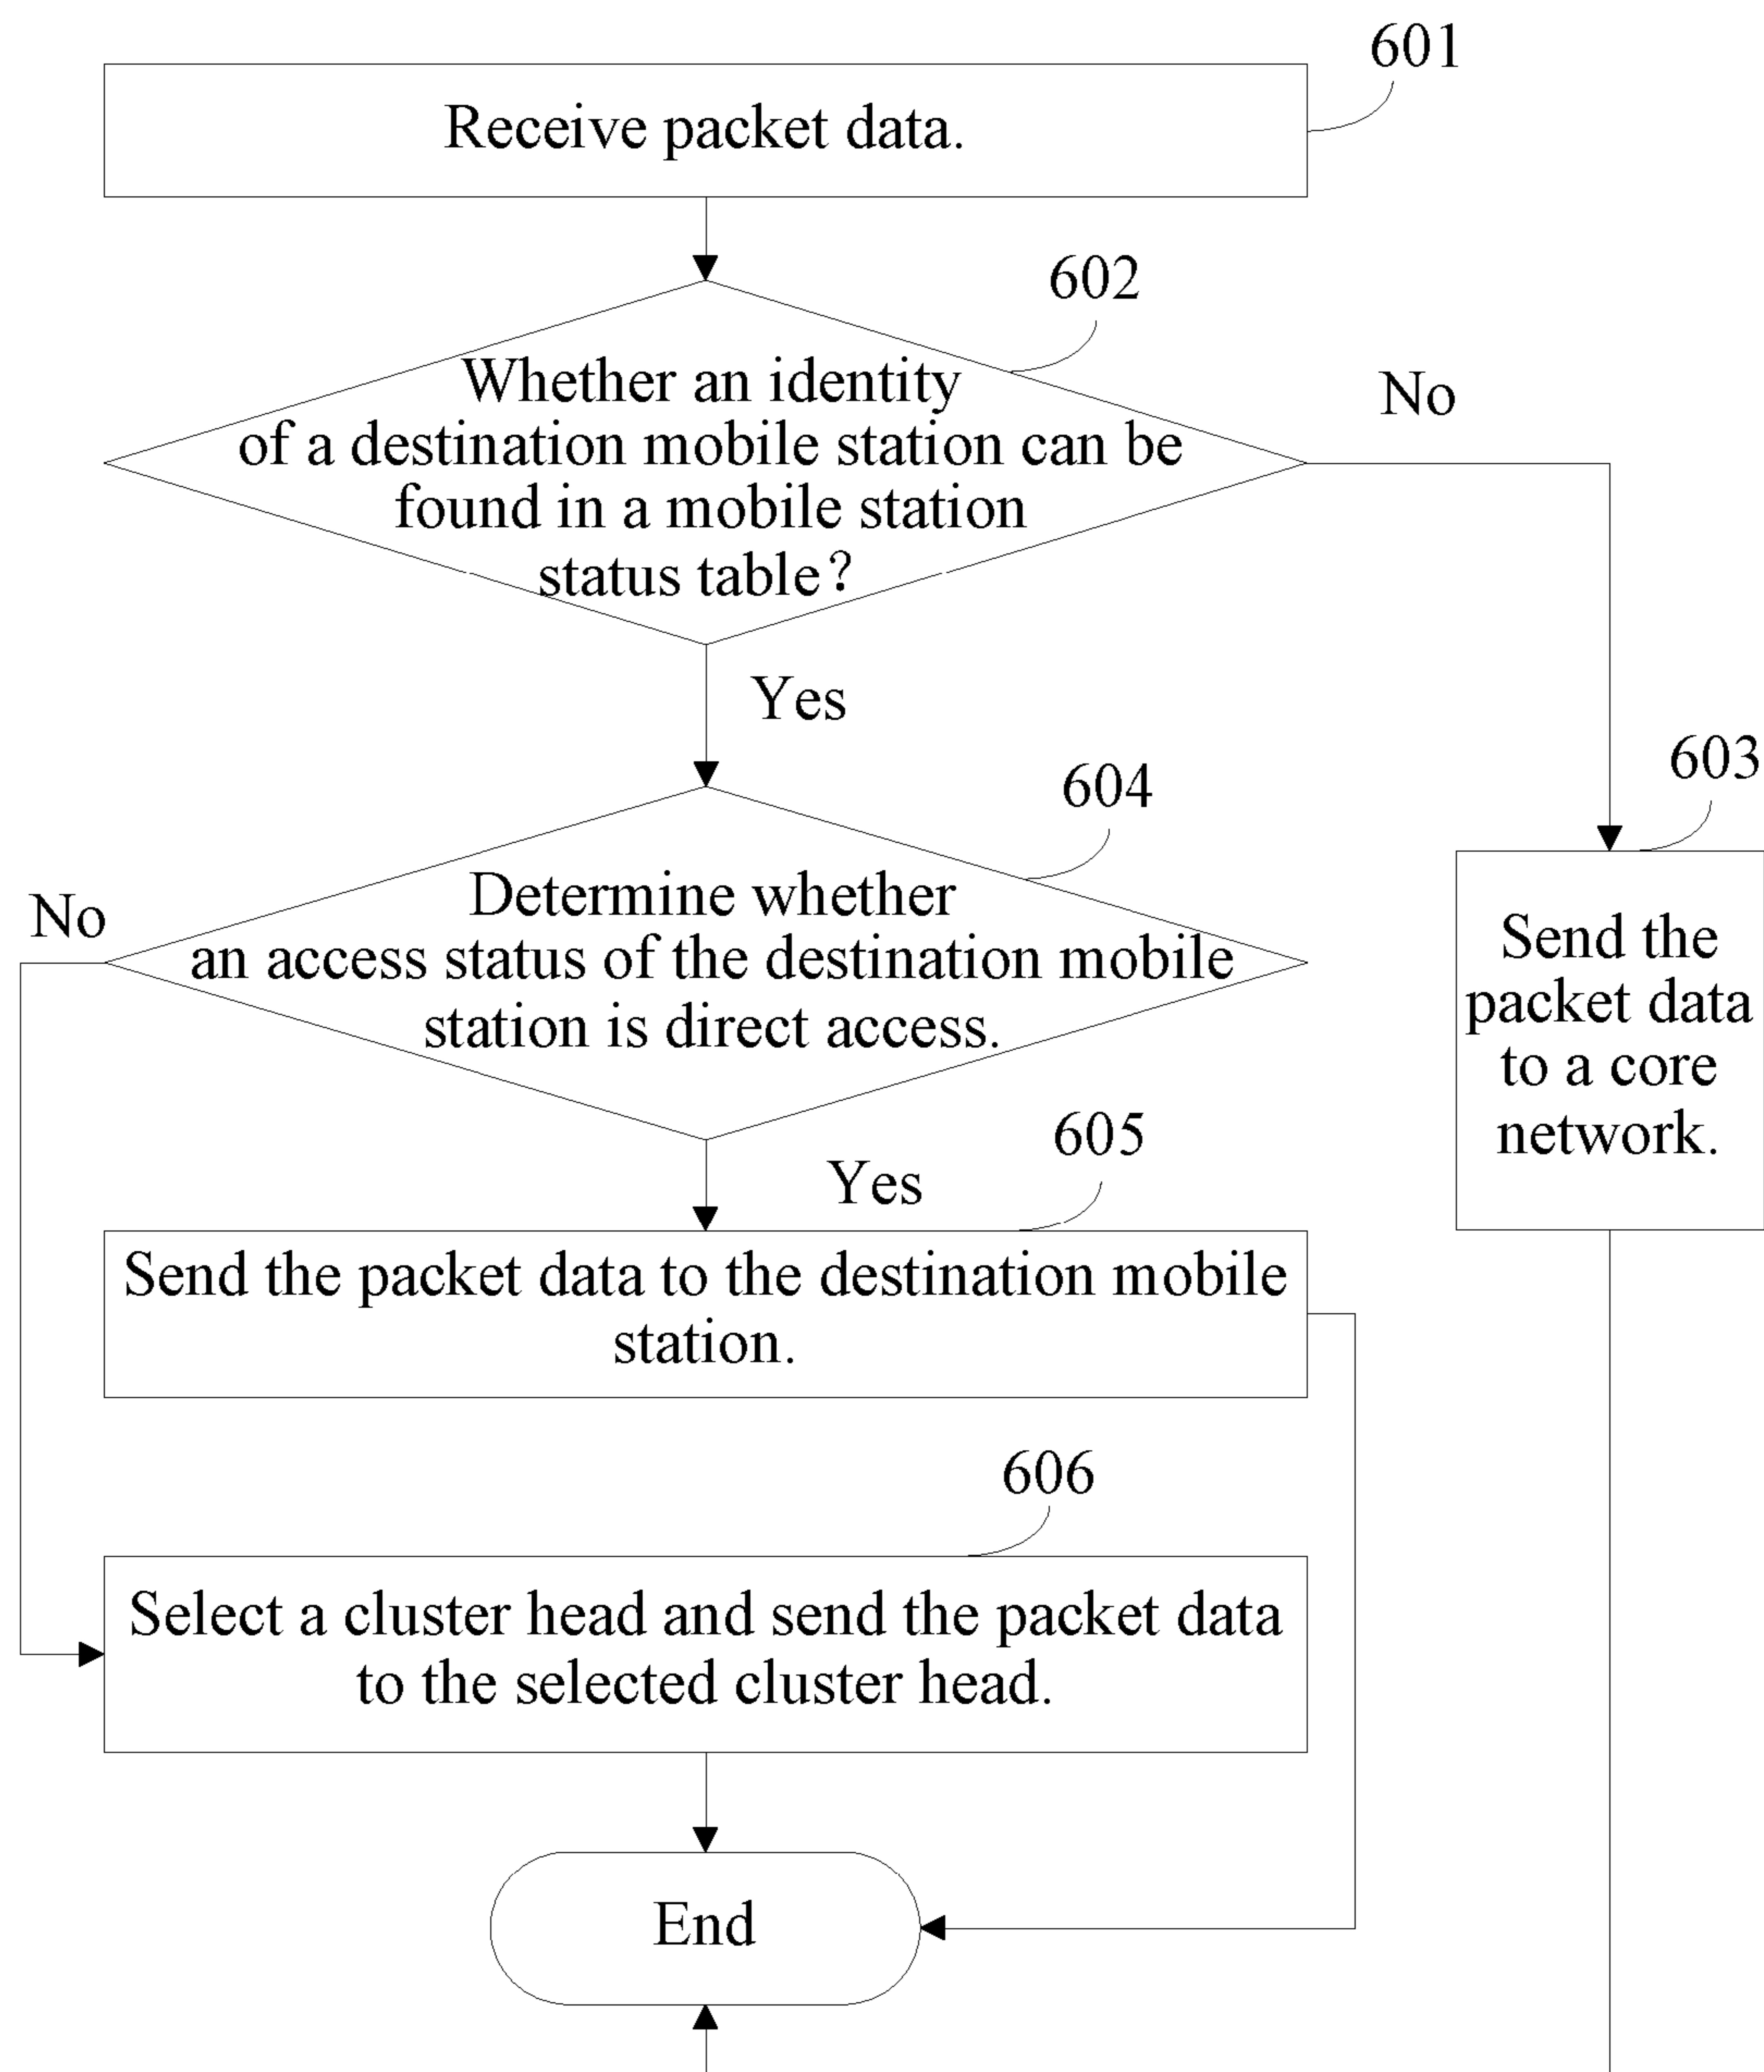 601
Receive packet data.
602
Whether an identity
of a destination mobile station can be
found in a mobile station
status table?
No
Yes
603
604
Determine whether
an access status of the destination mobile
station is direct access.
No
Send the
packet data
to a core
network.
605
Yes
Send the packet data to the destination mobile
station.
606
Select a cluster head and send the packet data
to the selected cluster head.
End